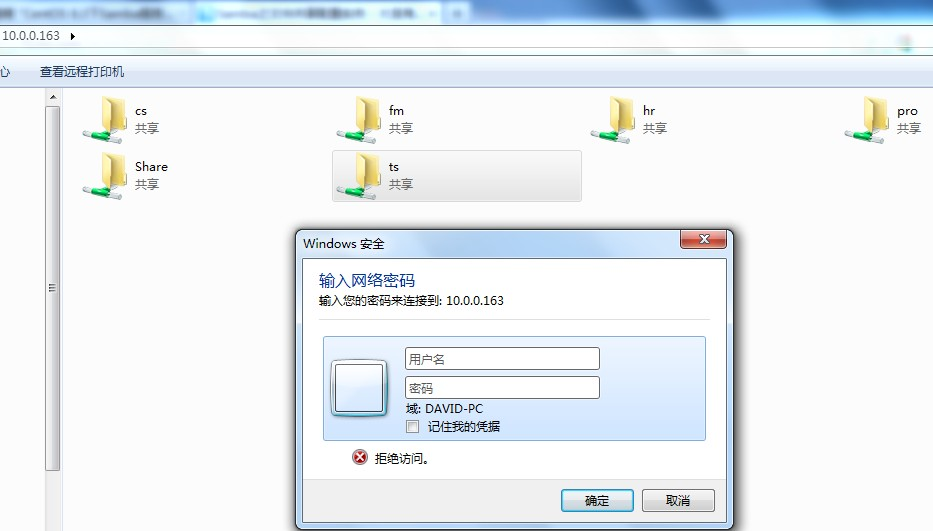 10.0.0.163
心 查看远程打印机
cs
共享
fm
共享
hr
共享
pro
共享
Share
共享
ts
共享
Windows 安全
输入网络密码
输入您的密码来连接到: 10.0.0.163
用户名
密码
域: DAVID-PC
记住我的凭据
拒绝访问。
确定 取消